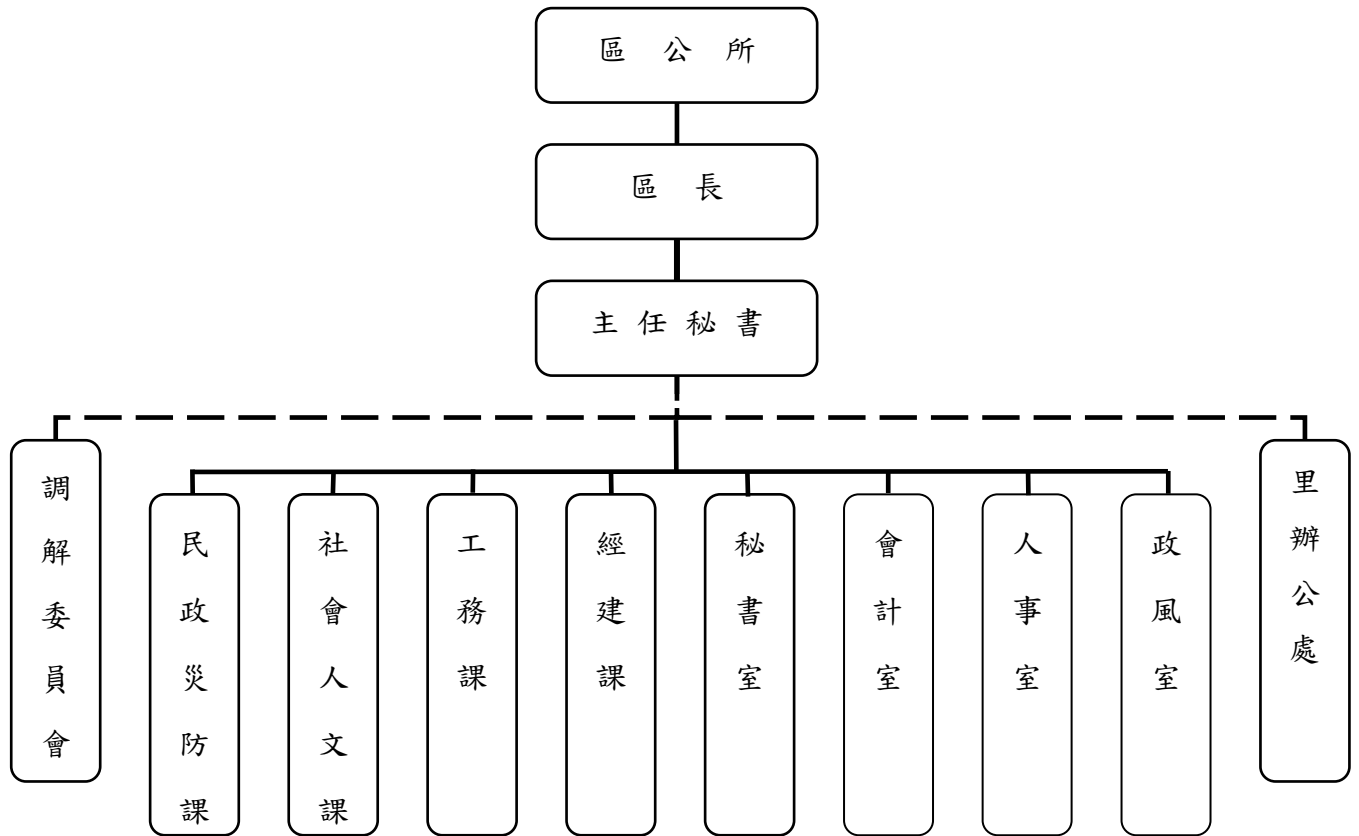 區公所
區長
主任秘書
調解委員會
民政災防課
社會人文課
工務課
經建課
秘書室
會計室
人事室
政風室
里辦公處